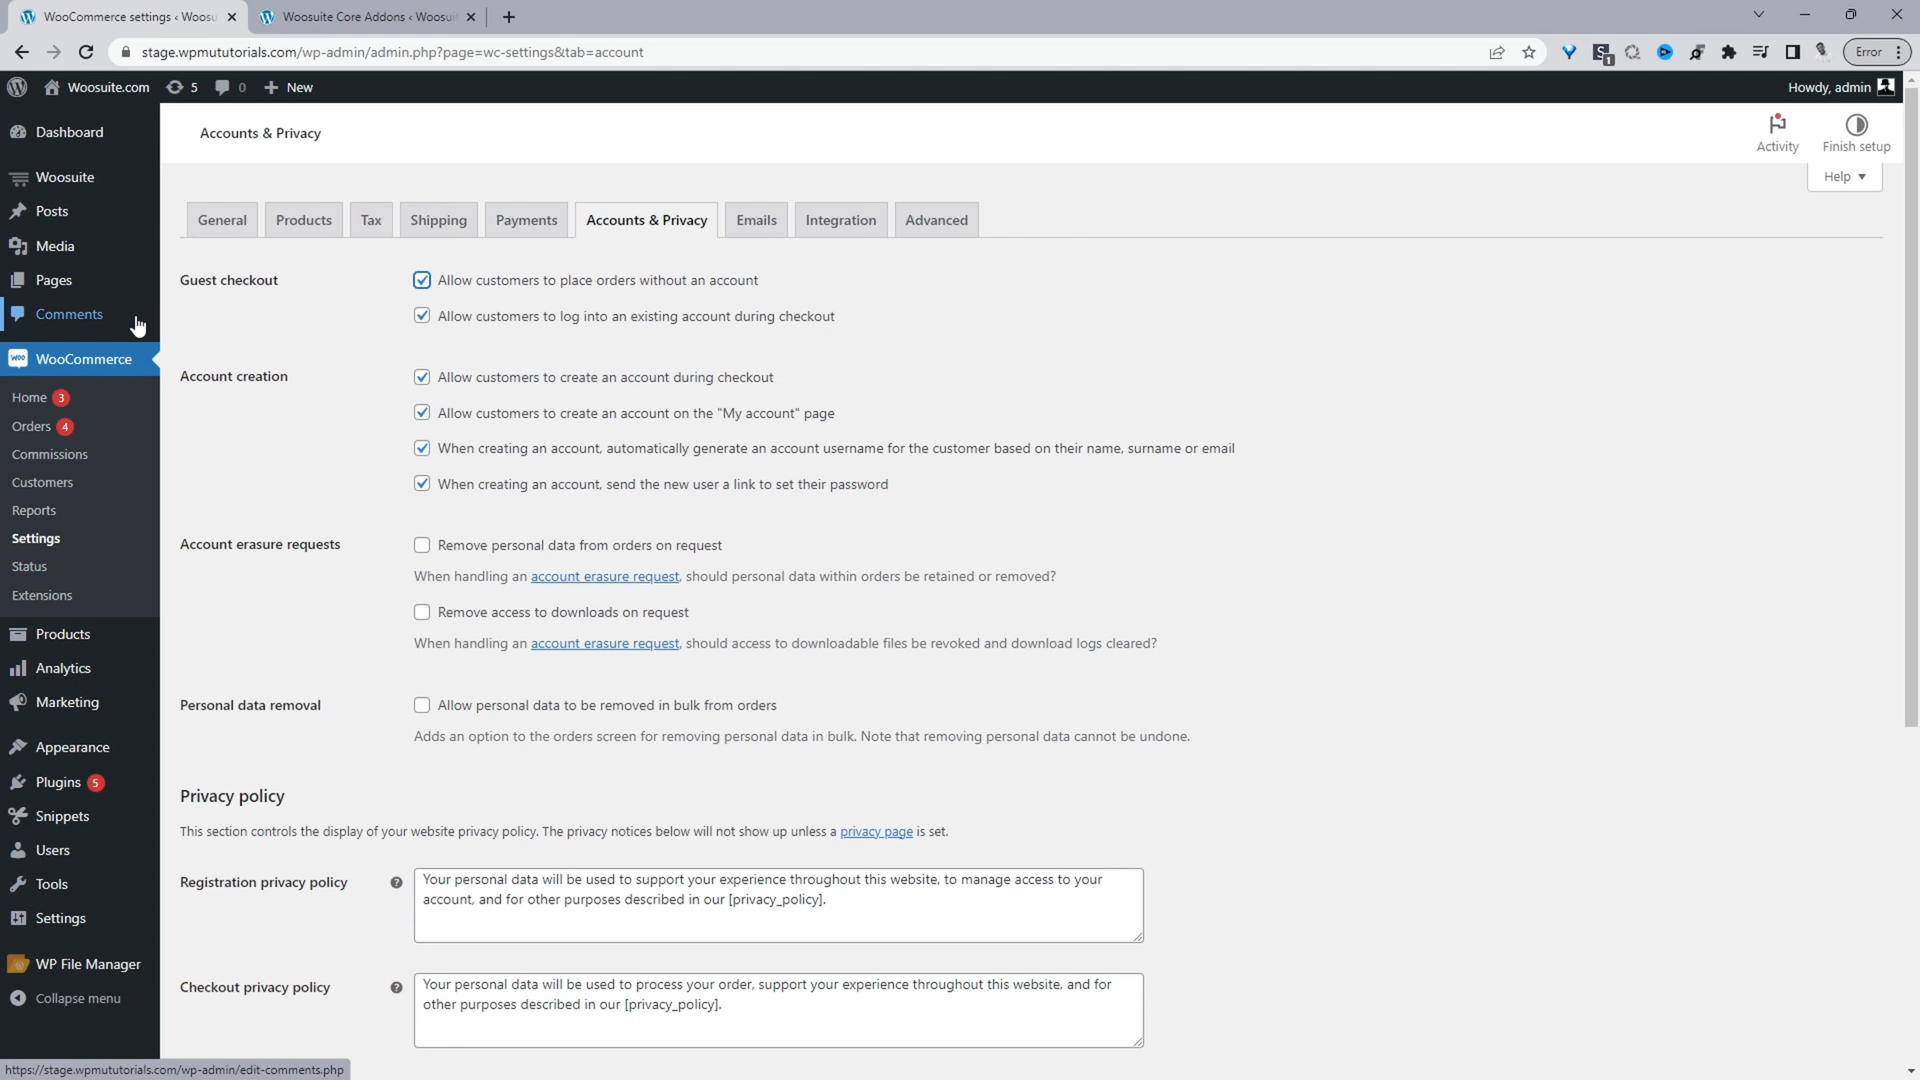 WooCommerce settings ‹ Woosu
Woosuite Core Addons ‹ Woosuit
stage.wpmututorials.com/wp-admin/admin.php?page=wc-settings&tab=account
1
Error
Woosuite.com
5
0
New
Howdy, admin
Dashboard
Woosuite
Posts
Media
Pages
Comments
WooCommerce
Home 3
Orders 4
Commissions
Customers
Reports
Settings
Status
Extensions
Products
Analytics
Marketing
Appearance
Plugins 5
Snippets
Users
Tools
Settings
WP File Manager
Collapse menu
Accounts & Privacy
Activity
Finish setup
Help
General
Products
Tax
Shipping
Payments
Accounts & Privacy
Emails
Integration
Advanced
Guest checkout
Allow customers to place orders without an account
Allow customers to log into an existing account during checkout
Account creation
Allow customers to create an account during checkout
Allow customers to create an account on the "My account" page
When creating an account, automatically generate an account username for the customer based on their name, surname or email
When creating an account, send the new user a link to set their password
Account erasure requests
Remove personal data from orders on request
When handling an account erasure request, should personal data within orders be retained or removed?
Remove access to downloads on request
When handling an account erasure request, should access to downloadable files be revoked and download logs cleared?
Personal data removal
Allow personal data to be removed in bulk from orders
Adds an option to the orders screen for removing personal data in bulk. Note that removing personal data cannot be undone.
Privacy policy
This section controls the display of your website privacy policy. The privacy notices below will not show up unless a privacy page is set.
Registration privacy policy
Your personal data will be used to support your experience throughout this website, to manage access to your
account, and for other purposes described in our [privacy_policy].
Checkout privacy policy
Your personal data will be used to process your order, support your experience throughout this website, and for
other purposes described in our [privacy_policy].
https://stage.wpmututorials.com/wp-admin/edit-comments.php